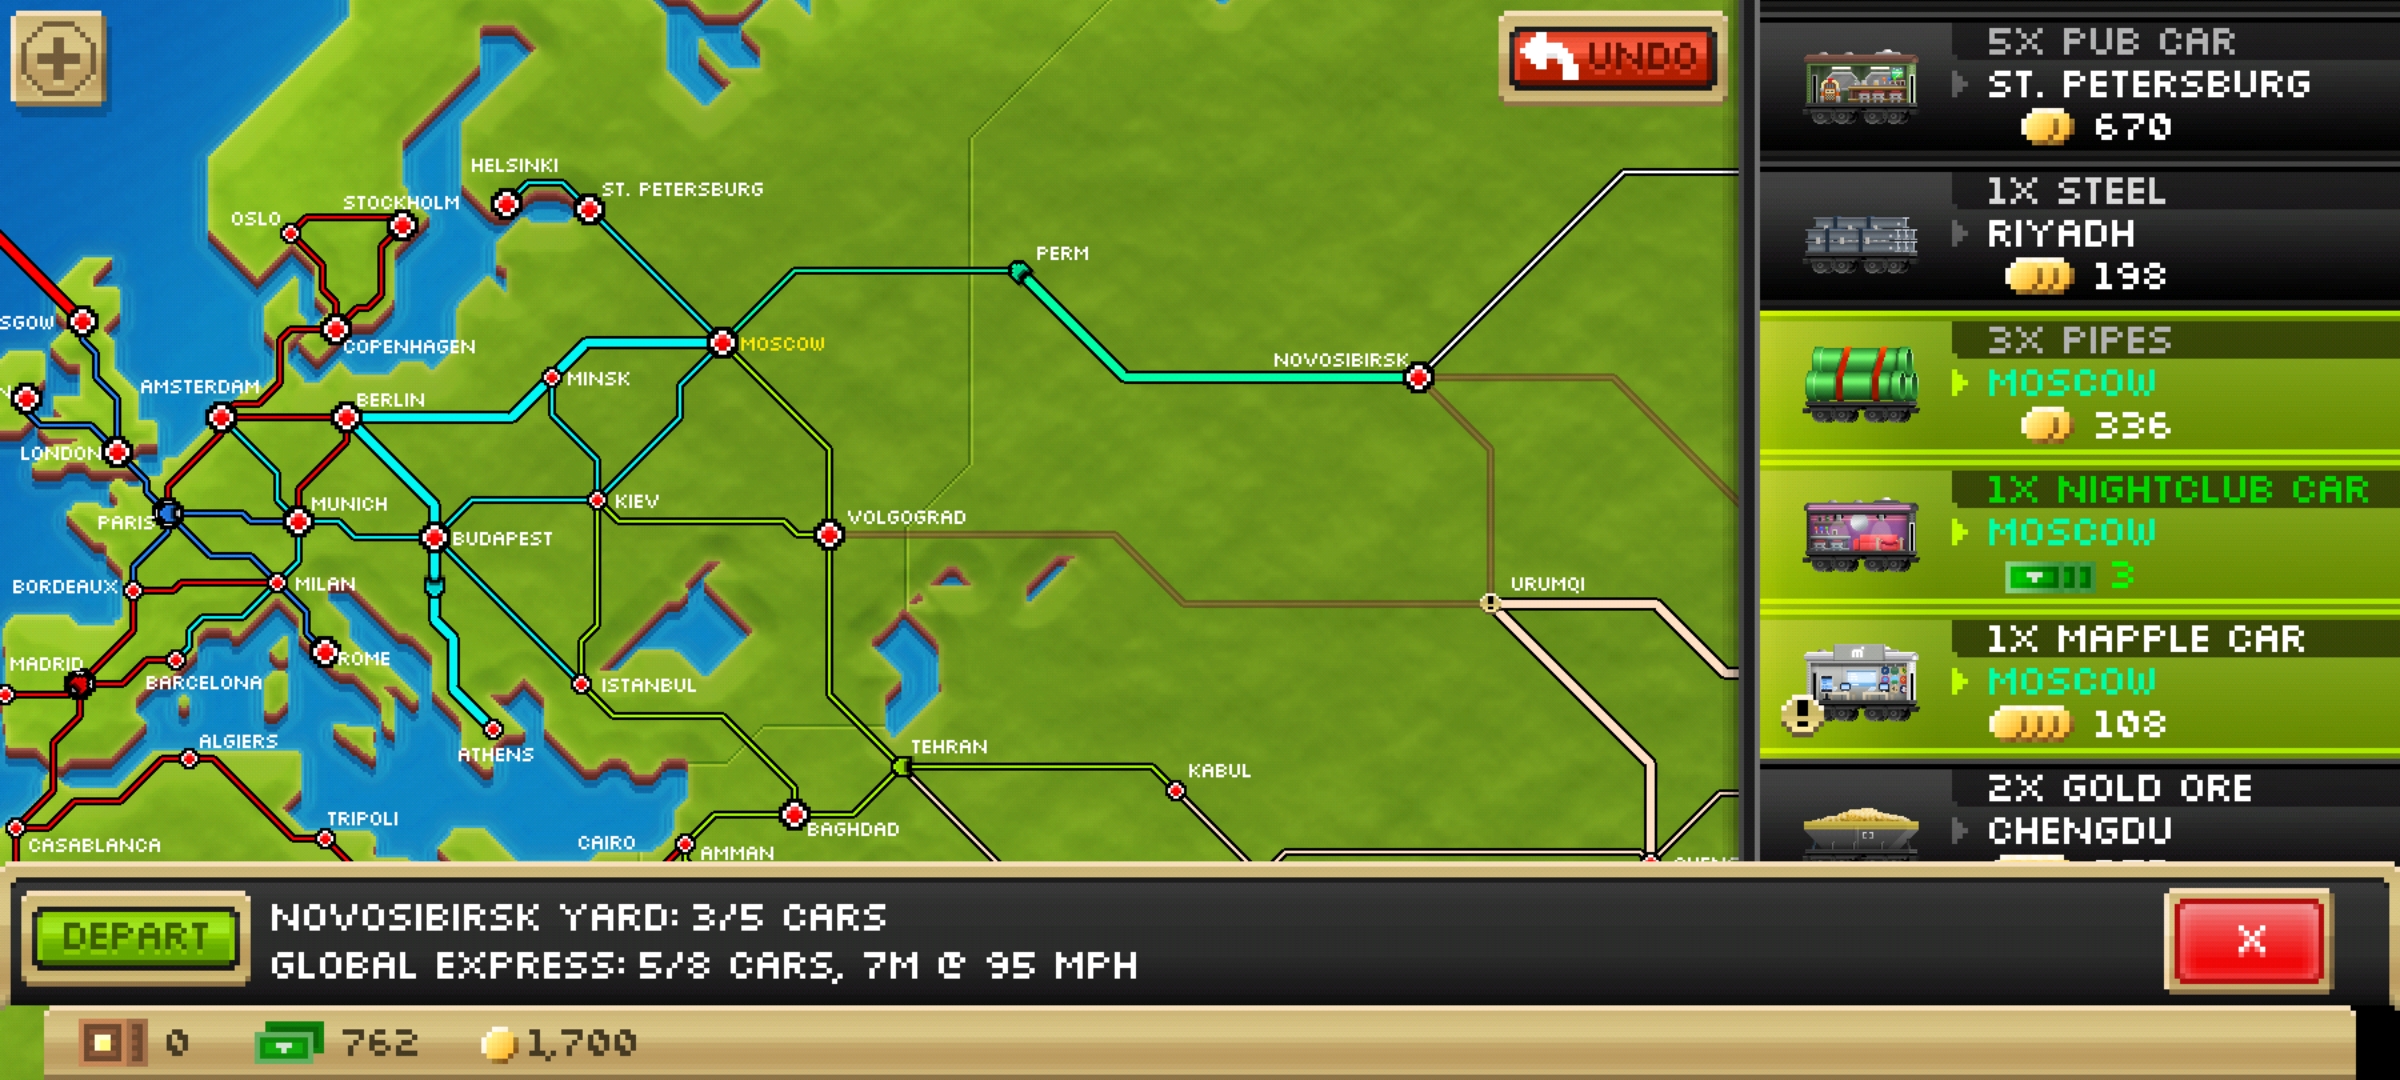 UNDO
HELSINKI
ST. PETERSBURG
STOCKHOLM
OSLO
PERM
SGOW
COPENHAGEN
MOSCOW
NOVOSIBIRSK
MINSK
AMSTERDAM
BERLIN
LONDON
MUNICH
KIEV
PARIS
VOLGOGRAD
BUDAPEST
BORDEAUX
MILAN
URUMQI
MADRID
ROME
BARCELONA
ISTANBUL
ATHENS
ALGIERS
TEHRAN
KABUL
TRIPOLI
BAGHDAD
CASABLANCA
CAIRO
AMMAN
5X PUB CAR
ST. PETERSBURG
670
1X STEEL
RIYADH
198
3X PIPES
MOSCOW
336
1X NIGHTCLUB CAR
MOSCOW
3
1X MAPPLE CAR
MOSCOW
108
2X GOLD ORE
CHENGDU
DEPART
NOVOSIBIRSK YARD: 3/5 CARS
GLOBAL EXPRESS: 5/8 CARS, 7M @ 95 MPH
X
0
762
1,700